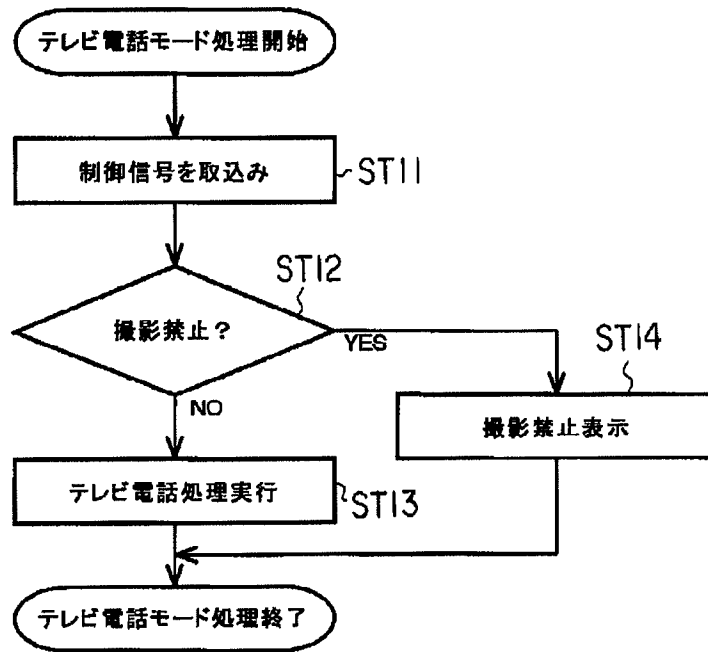 テレビ電話モード処理開始
制御信号を取込み
ST11
ST12
撮影禁止?
YES
NO
ST14
撮影禁止表示
テレビ電話処理実行
ST13
テレビ電話モード処理終了